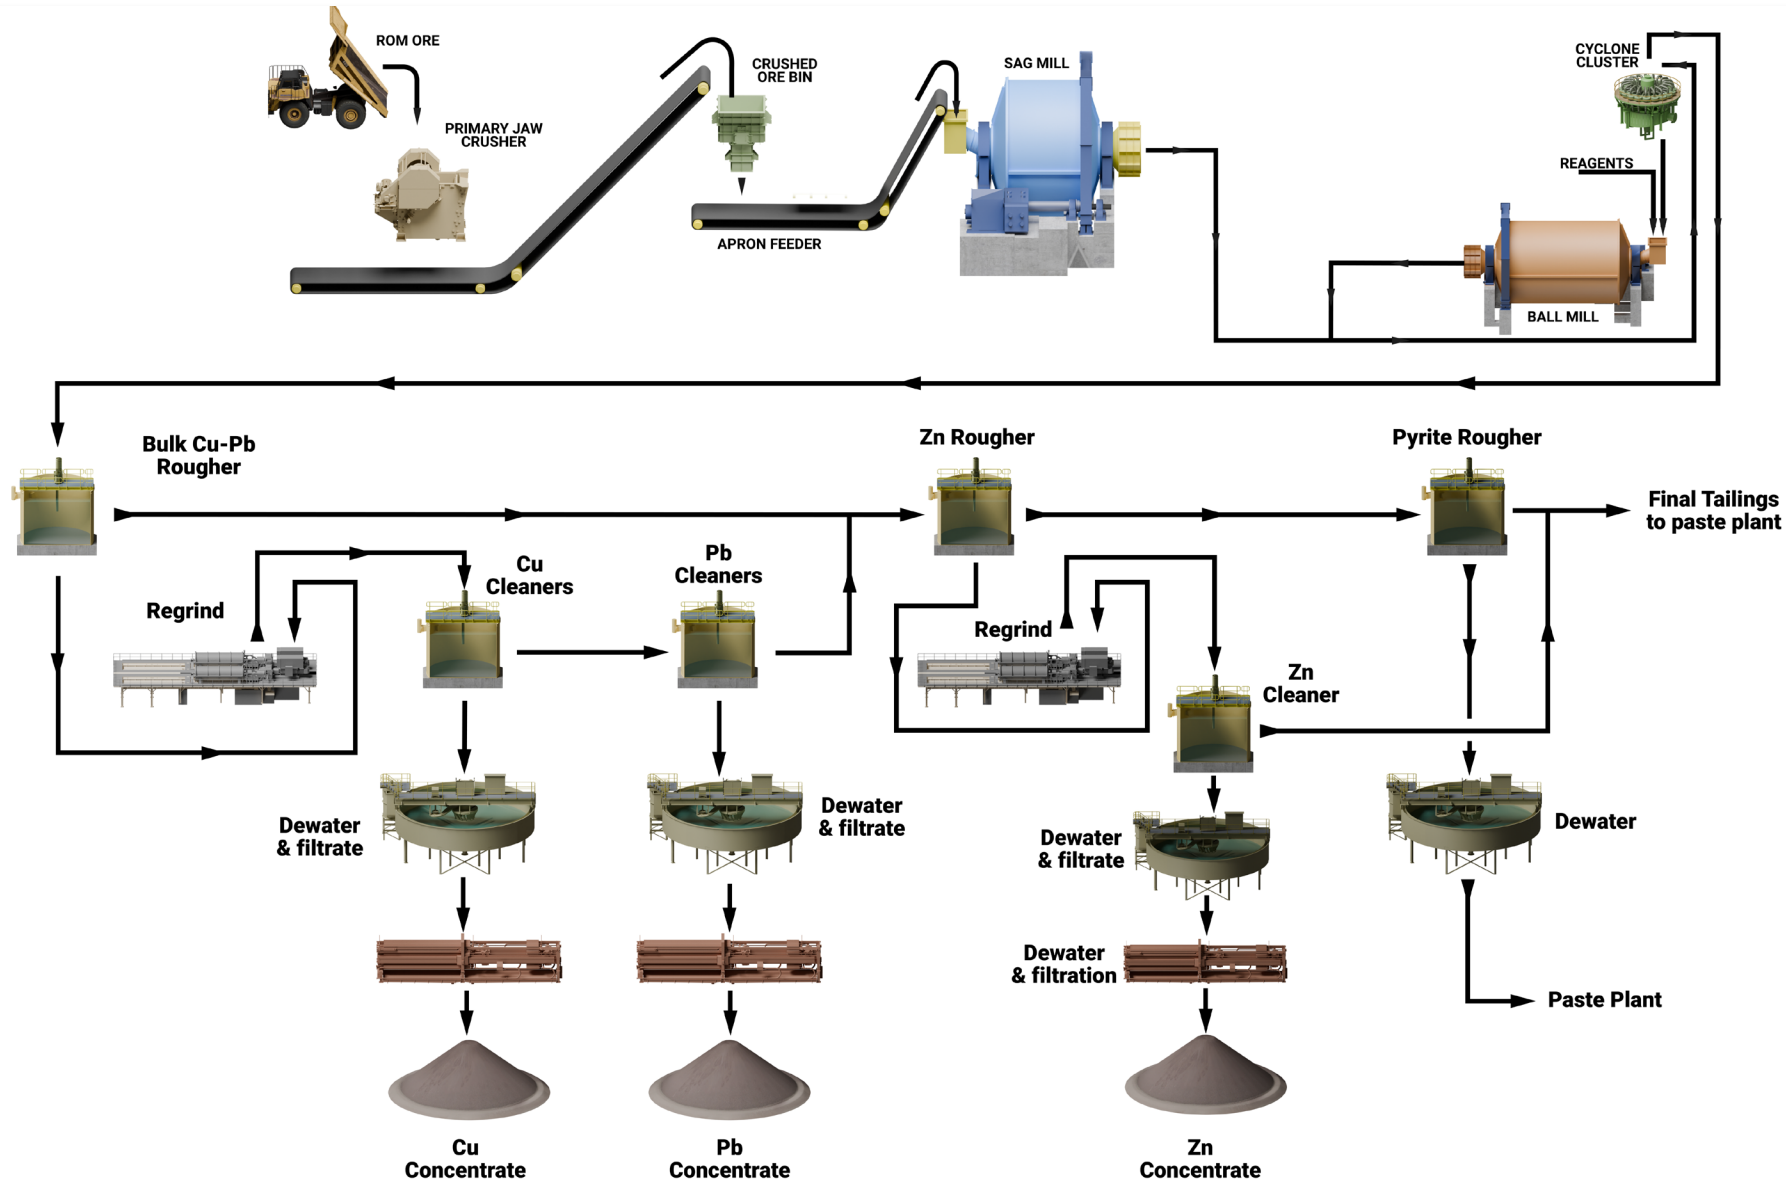 ROM ORE
PRIMARY JAW
CRUSHER
CRUSHED
ORE BIN
APRON FEEDER
SAG MILL
CYCLONE
CLUSTER
REAGENTS
BALL MILL
Bulk Cu-Pb
Rougher
Zn Rougher
Pyrite Rougher
Final Tailings
to paste plant
Regrind
Cu
Cleaners
Pb
Cleaners
Regrind
Zn
Cleaner
Dewater
& filtrate
Dewater
& filtrate
Dewater
& filtrate
Dewater
Dewater
& filtration
Paste Plant
Cu
Concentrate
Pb
Concentrate
Zn
Concentrate